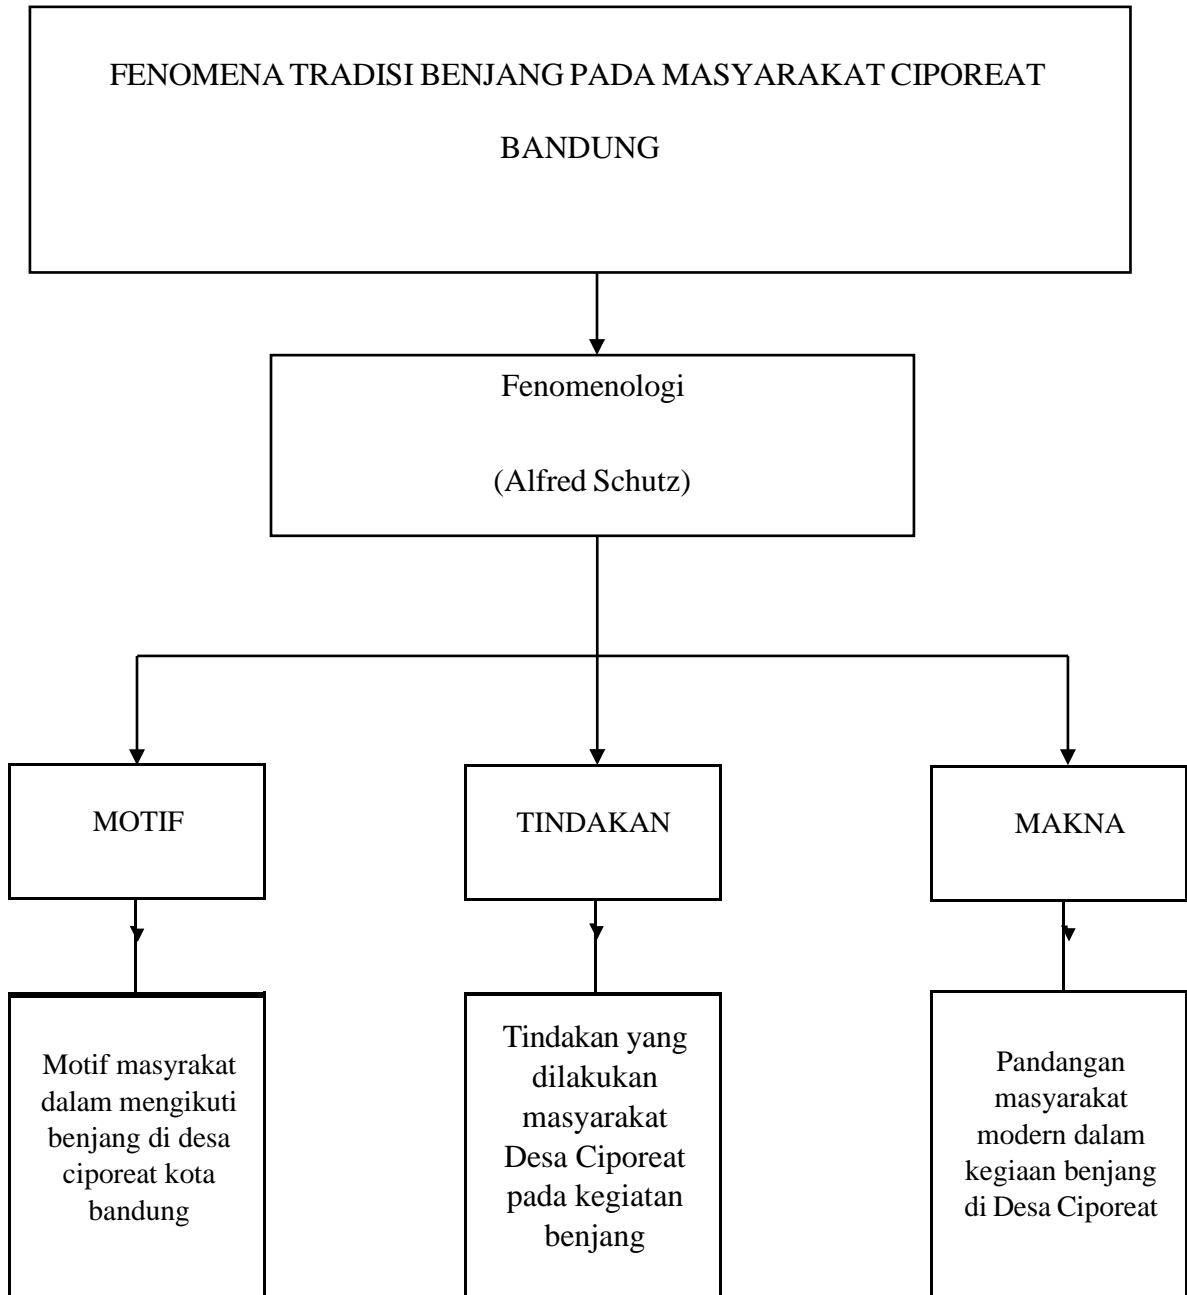 FENOMENA TRADISI BENJANG PADA MASYARAKAT CIPOREAT
BANDUNG
Fenomenologi
(Alfred Schutz)
MOTIF
TINDAKAN
MAKNA
Motif masyrakat
dalam mengikuti
benjang di desa
ciporeat kota
bandung
Tindakan yang
dilakukan
masyarakat
Desa Ciporeat
pada kegiatan
benjang
Pandangan
masyarakat
modern dalam
kegiaan benjang
di Desa Ciporeat